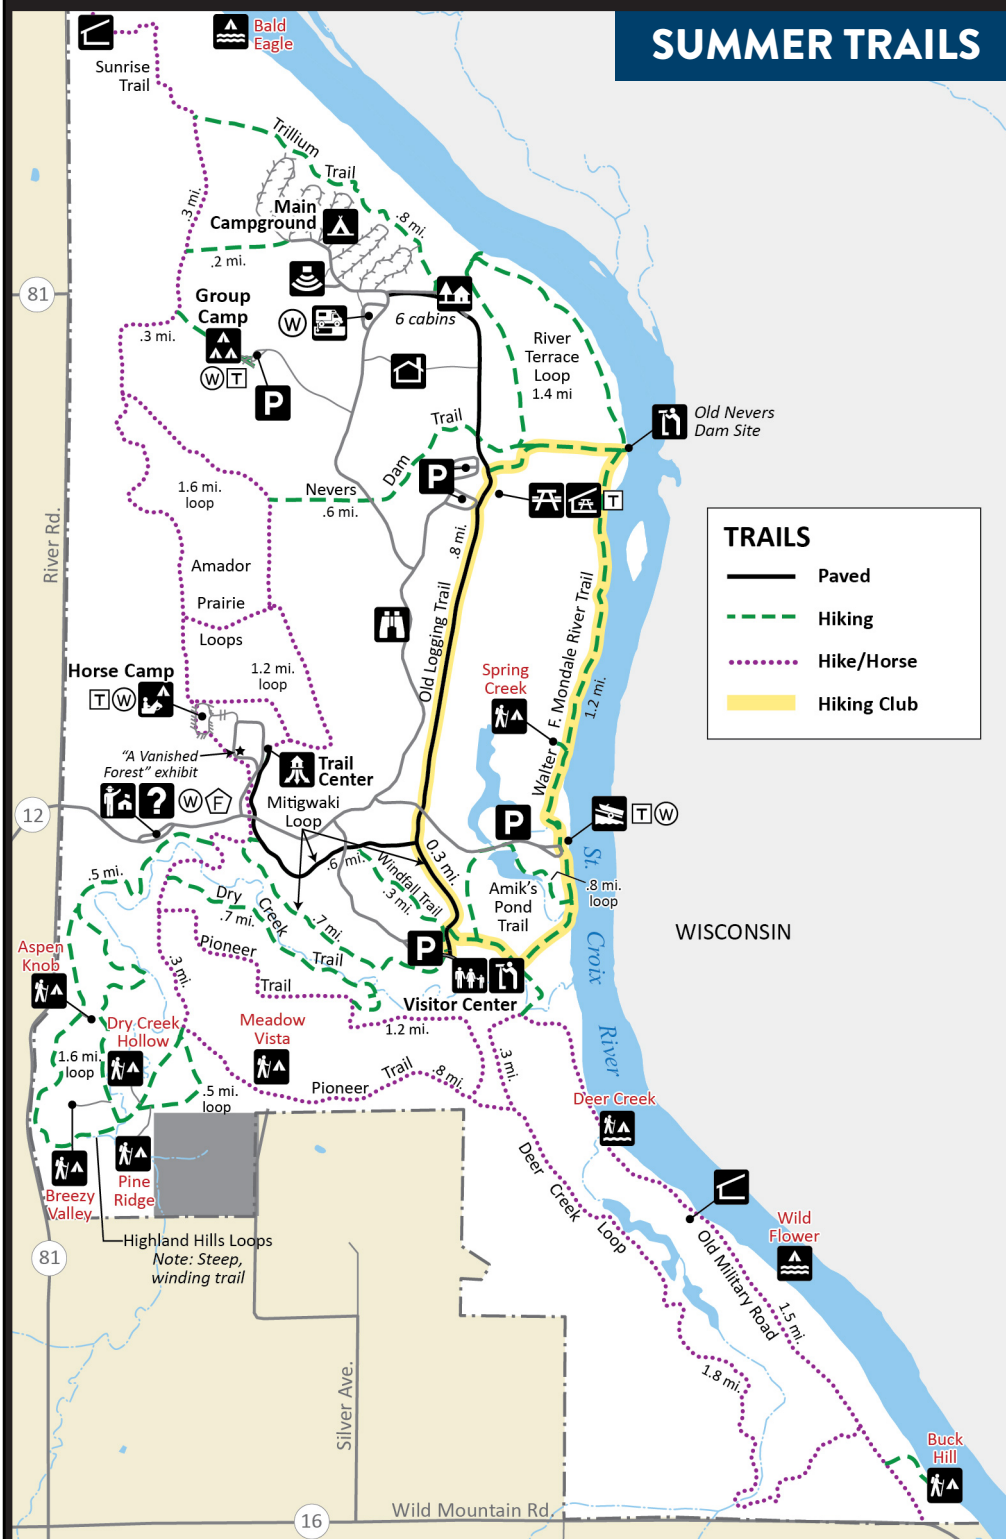 SUMMER TRAILS
Bald
Eagle
Sunrise
Trail
Trillium
Trail
.3 mi.
Main
Campground
.8 mi.
.2 mi.
81
Group
Camp
W
6 cabins
.3 mi.
W T
P
River
Terrace
Loop
1.4 mi
Old Nevers
Dam Site
Trail
Dam
Nevers
.6 mi.
P
T
1.6 mi.
loop
.8 mi.
River Rd.
Amador
Prairie
Loops
TRAILS
Paved
Hiking
Hike/Horse
Hiking Club
Old Logging Trail
Walter F. Mondale River Trail
1.2 mi.
Spring
Creek
Horse Camp
T W
1.2 mi.
loop
"A Vanished
Forest" exhibit
Trail
Center
? W F
Mitigwaki
Loop
12
P
T W
.6 mi.
0.3 mi.
Windfall Trail
.3 mi.
.5 mi.
Dry
Creek
Trail
.7 mi.
.7 mi.
Amik's
Pond
Trail
.8 mi.
loop
St.
Croix
River
WISCONSIN
Aspen
Knob
Pioneer
Trail
.3 mi.
P
Visitor Center
Dry Creek
Hollow
Meadow
Vista
1.2 mi.
1.6 mi.
loop
.3 mi.
Pioneer
Trail
.8 mi.
.5 mi.
loop
Deer Creek
Breezy
Valley
Pine
Ridge
Deer
Creek
Loop
Wild
Flower
Highland Hills Loops
Note: Steep,
winding trail
81
Old Military Road
1.5 mi.
1.8 mi.
Silver Ave.
Buck
Hill
Wild Mountain Rd.
16